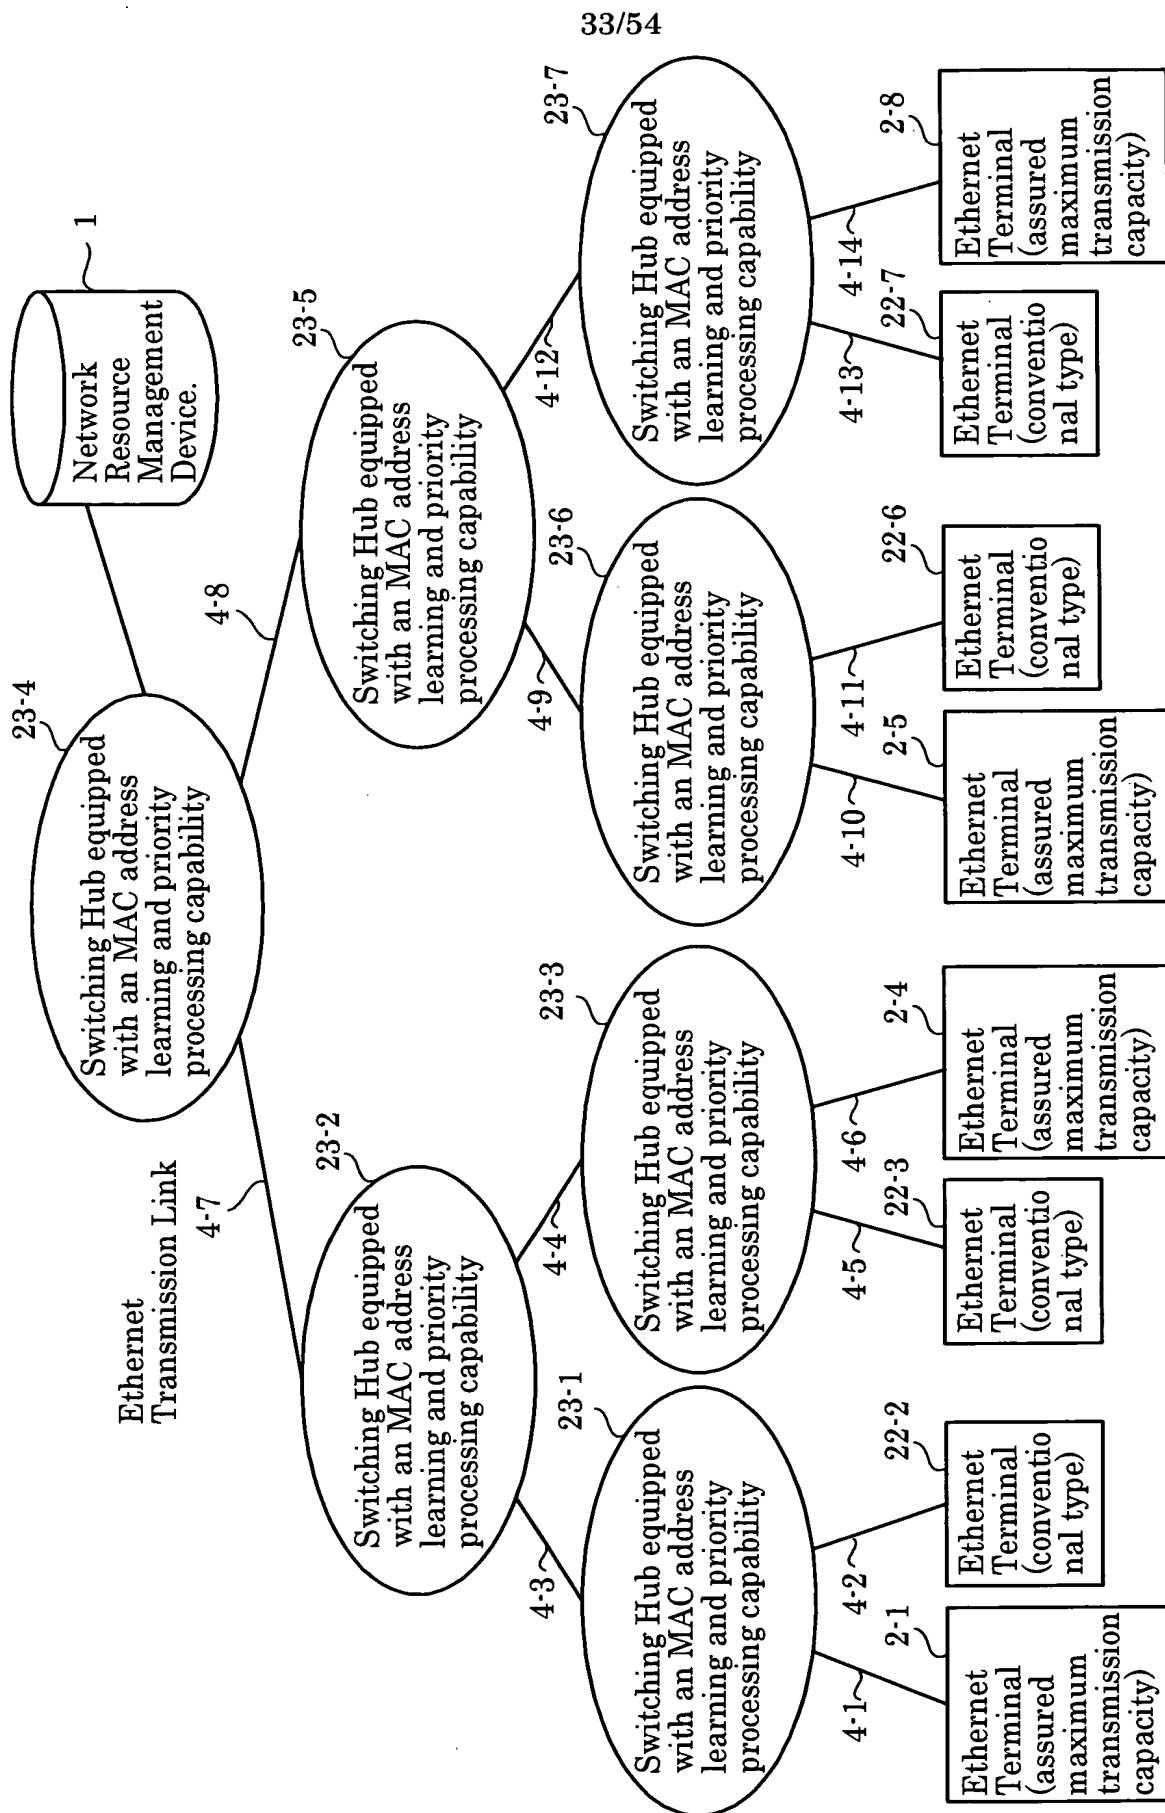 33/54
1
Network
Resource
Management
Device.
23-4
Switching Hub equipped
with an MAC address
learning and priority
processing capability
Ethernet
Transmission Link
4-7
4-8
23-2
Switching Hub equipped
with an MAC address
learning and priority
processing capability
23-5
Switching Hub equipped
with an MAC address
learning and priority
processing capability
4-3
4-4
4-9
4-12
23-1
Switching Hub equipped
with an MAC address
learning and priority
processing capability
23-3
Switching Hub equipped
with an MAC address
learning and priority
processing capability
23-6
Switching Hub equipped
with an MAC address
learning and priority
processing capability
23-7
Switching Hub equipped
with an MAC address
learning and priority
processing capability
4-1
4-2
4-5
4-6
4-10
4-11
4-13
4-14
2-1
Ethernet
Terminal
(assured
maximum
transmission
capacity)
22-2
Ethernet
Terminal
(conventio
nal type)
22-3
Ethernet
Terminal
(conventio
nal type)
2-4
Ethernet
Terminal
(assured
maximum
transmission
capacity)
2-5
Ethernet
Terminal
(assured
maximum
transmission
capacity)
22-6
Ethernet
Terminal
(conventio
nal type)
22-7
Ethernet
Terminal
(conventio
nal type)
2-8
Ethernet
Terminal
(assured
maximum
transmission
capacity)